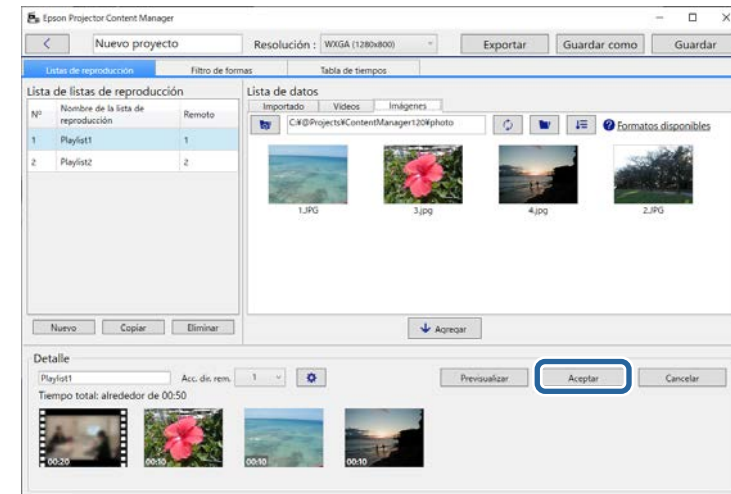 Epson Projector Content Manager
Nuevo proyecto
Resolución :
WXGA (1280x800)
Exportar
Guardar como
Guardar
Listas de reproducción
Filtro de formas
Tabla de tiempos
Lista de listas de reproducción
Nº
Nombre de la lista de
reproducción
Remoto
1 Playlist1 1
2 Playlist2 2
Nuevo
Copiar
Eliminar
Lista de datos
Importado
Vídeos
Imágenes
C:¥@Projects¥ContentManager120¥photo
Formatos disponibles
1.JPG
3.jpg
4.jpg
2.JPG
Agregar
Detalle
Playlist1
Acc. dir. rem.
1
Previsualizar
Aceptar
Cancelar
Tiempo total: alrededor de 00:50
00:20
00:10
00:10
00:10